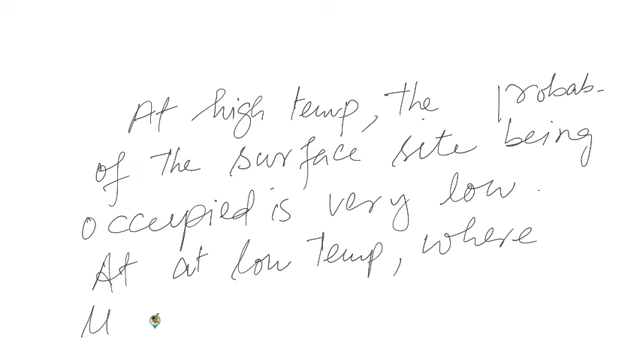 At high temp, the probab-
of the surface site being
occupied is very low.
At at low temp, where
μ